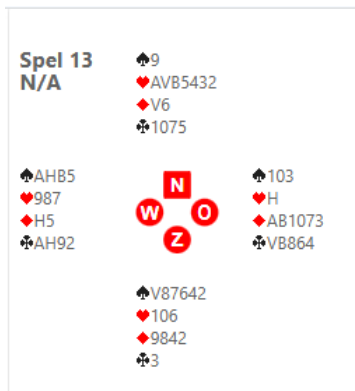 Spel 13
N/A
♠9
♥AVB5432
♦V6
♣1075
♠AHB5
♥987
♦H5
♣AH92
N
W O
Z
♠103
♥H
♦AB1073
♣VB864
♠V87642
♥106
♦9842
♣3